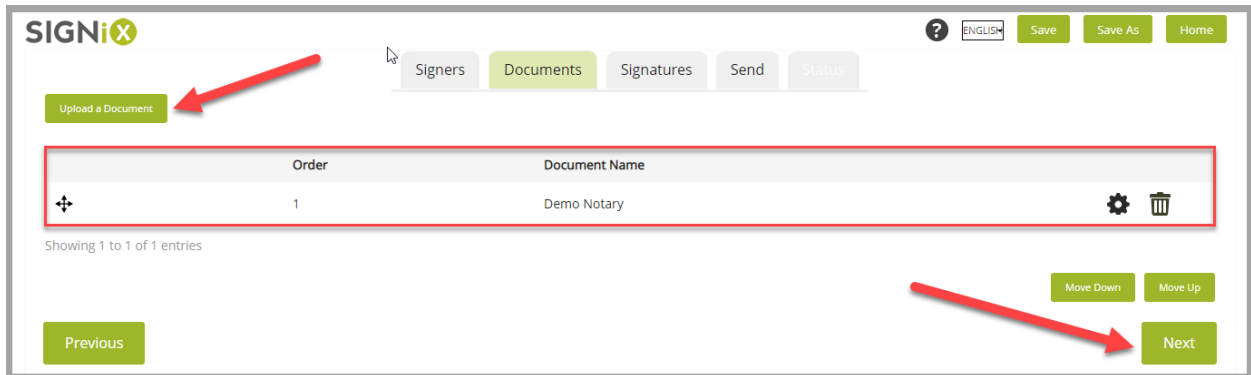 SIGNiX
? ENGLISH Save Save As Home
Signers Documents Signatures Send Status
Upload a Document
Order Document Name
1 Demo Notary
Showing 1 to 1 of 1 entries
Move Down Move Up
Previous Next